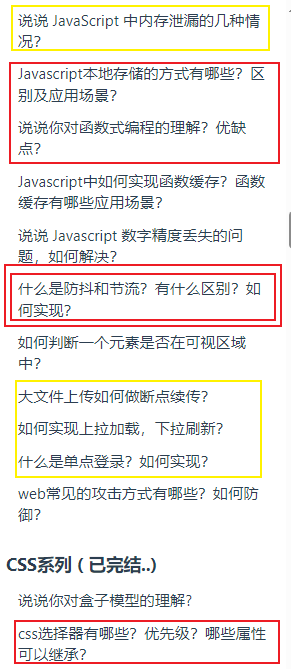 说说 JavaScript 中内存泄漏的几种情
况？
Javascript本地存储的方式有哪些？区
别及应用场景？
说说你对函数式编程的理解？优缺
点？
Javascript中如何实现函数缓存？函数
缓存有哪些应用场景？
说说 Javascript 数字精度丢失的问
题，如何解决？
什么是防抖和节流？有什么区别？如
何实现？
如何判断一个元素是否在可视区域
中？
大文件上传如何做断点续传？
如何实现上拉加载，下拉刷新？
什么是单点登录？如何实现？
web常见的攻击方式有哪些？如何防
御？
CSS系列（已完结..）
说说你对盒子模型的理解?
css选择器有哪些？优先级？哪些属性
可以继承？